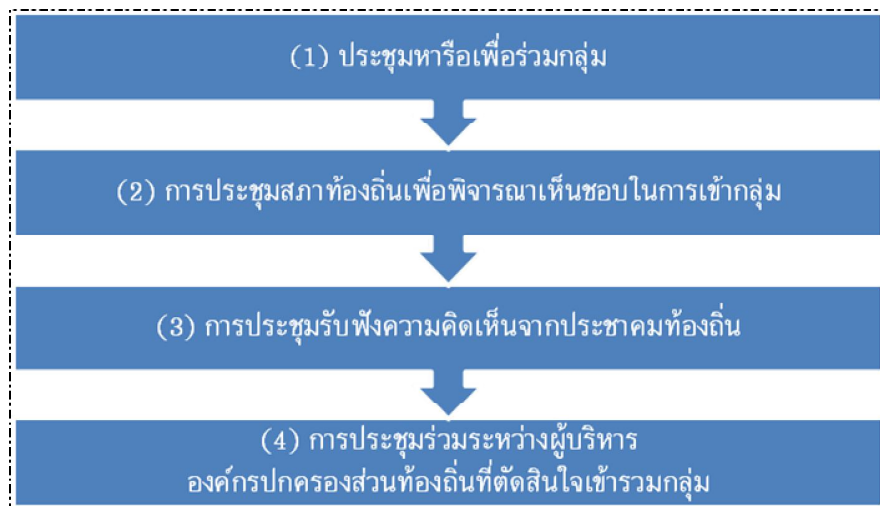 (1) ประชุมหารือเพื่อร่วมกลุ่ม
(2) การประชุมสภาท้องถิ่นเพื่อพิจารณาเห็นชอบในการเข้ากลุ่ม
(3) การประชุมรับฟังความคิดเห็นจากประชาคมท้องถิ่น
(4) การประชุมร่วมระหว่างผู้บริหาร
องค์กรปกครองส่วนท้องถิ่นที่ตัดสินใจเข้ารวมกลุ่ม